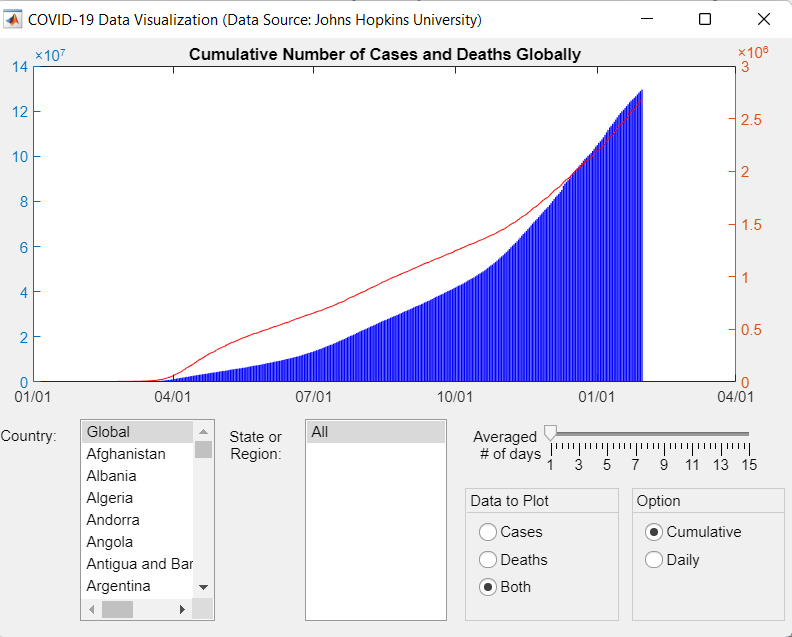 COVID-19 Data Visualization (Data Source: Johns Hopkins University)
Cumulative Number of Cases and Deaths Globally
×10⁷
×10⁶
14
12
10
8
6
4
2
0
3
2.5
2
1.5
1
0.5
0
01/01 04/01 07/01 10/01 01/01 04/01
Country:
Global
Afghanistan
Albania
Algeria
Andorra
Angola
Antigua and Bar
Argentina
State or
Region:
All
Averaged
# of days
1 3 5 7 9 11 13 15
Data to Plot
Cases
Deaths
Both
Option
Cumulative
Daily